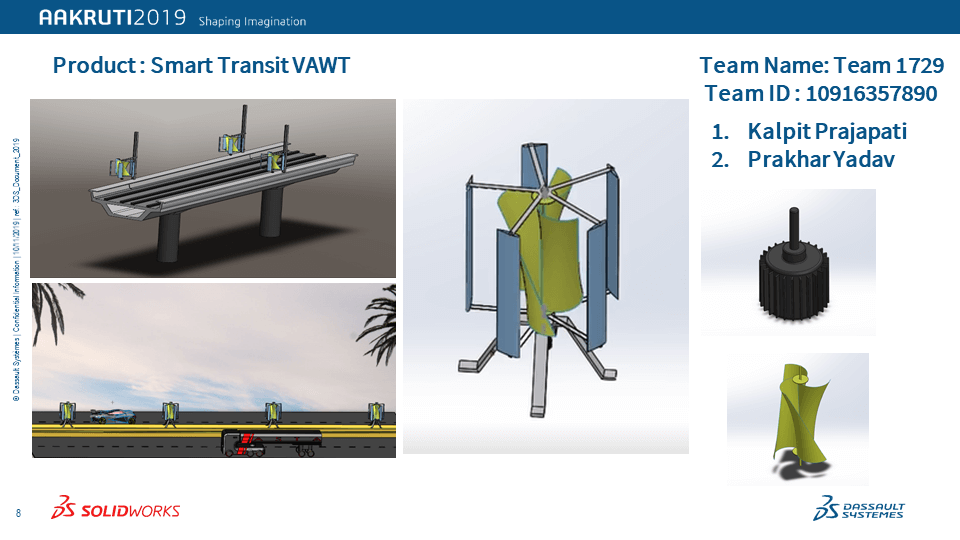 AAKRUTI2019 Shaping Imagination
Product : Smart Transit VAWT
Team Name: Team 1729
Team ID : 10916357890
1. Kalpit Prajapati
2. Prakhar Yadav
© Dassault Systèmes | Confidential Information | 10/11/2019 | ref.: 3DS_Document_2019
8
SOLIDWORKS
DASSAULT
SYSTEMES